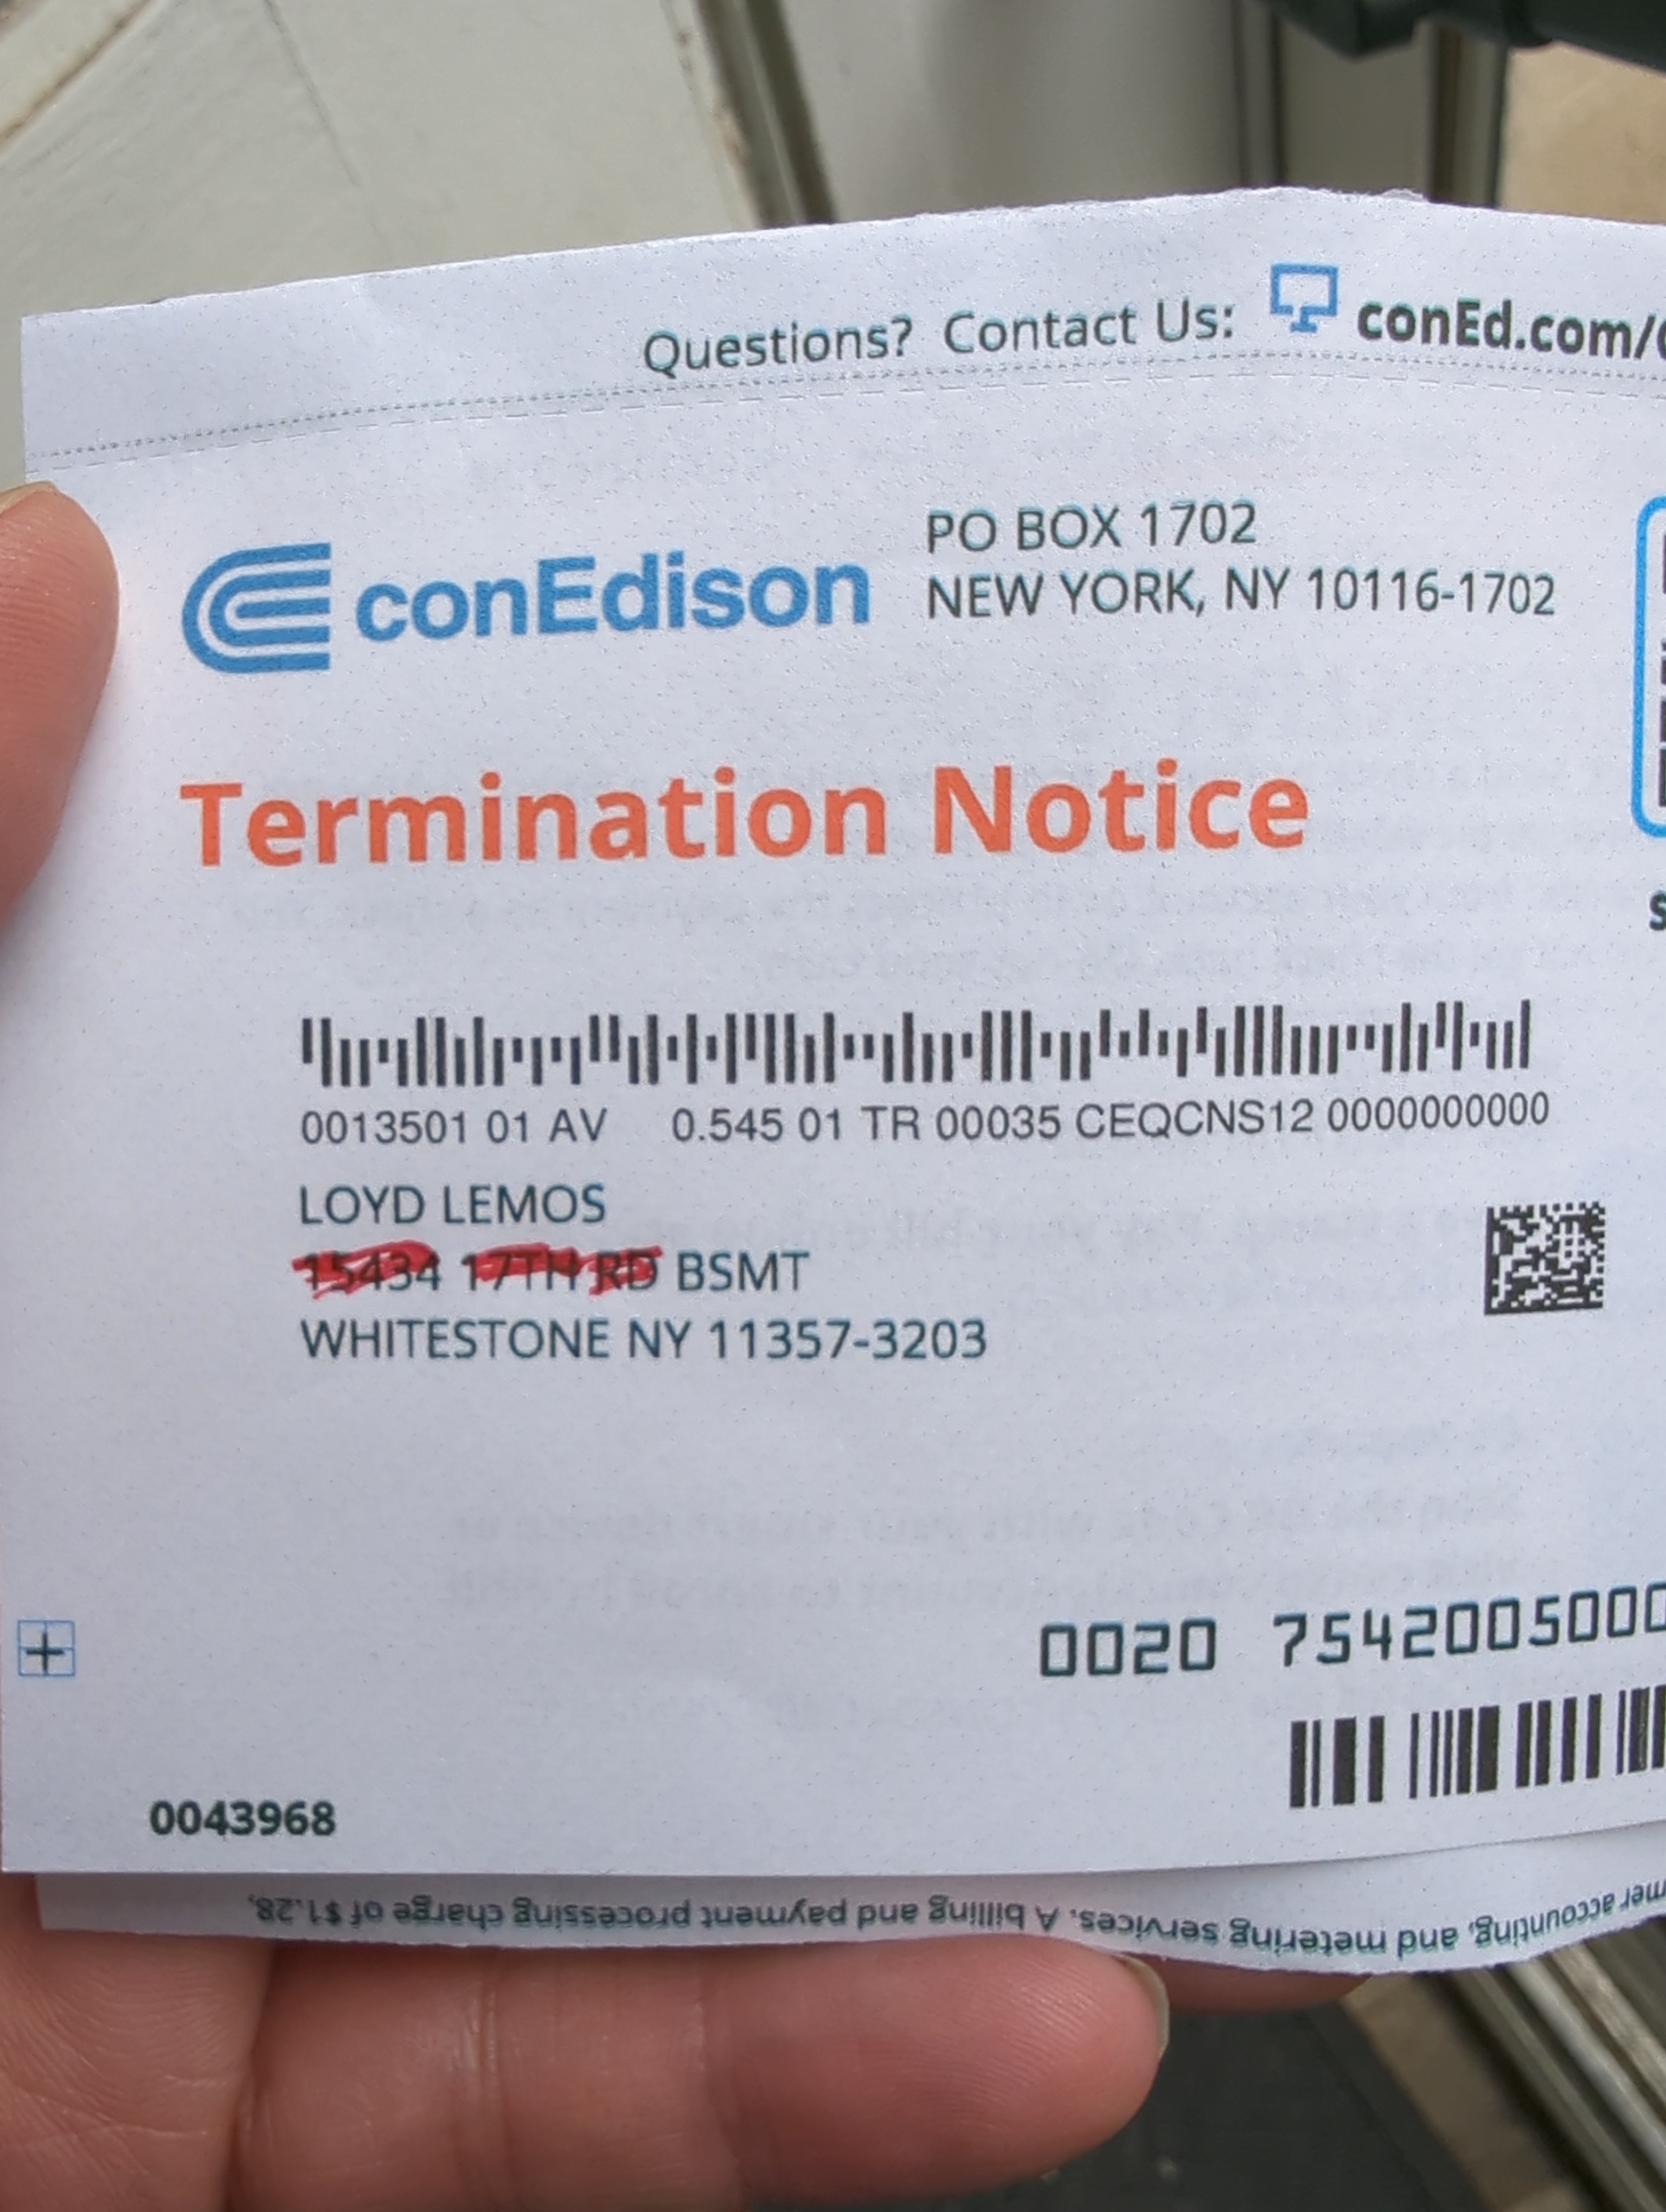 Questions? Contact Us: conEd.com/
conEdison
PO BOX 1702
NEW YORK, NY 10116-1702
Termination Notice
0013501 01 AV 0.545 01 TR 00035 CEQCNS12 0000000000
LOYD LEMOS
BSMT
WHITESTONE NY 11357-3203
0020 7542005000
0043968
accounting, and metering services. A billing and payment processing charge of $1.28,